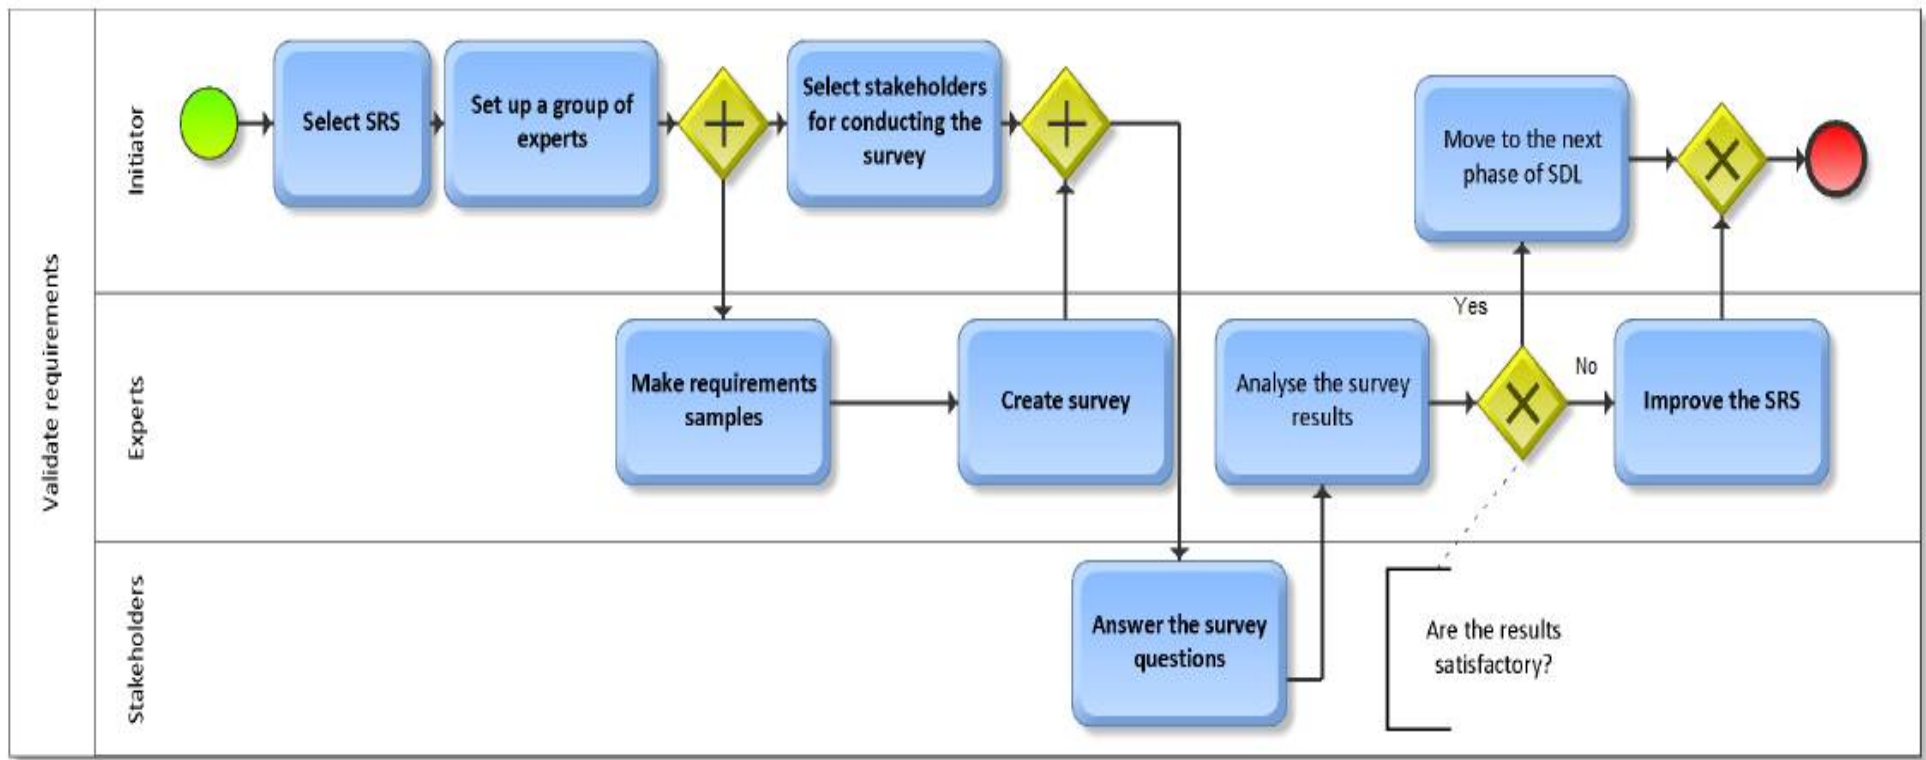 Validate requirements
Initiator
Select SRS
Set up a group of
experts
Select stakeholders
for conducting the
survey
Move to the next
phase of SDL
Experts
Make requirements
samples
Create survey
Analyse the survey
results
Yes
No
Improve the SRS
Stakeholders
Answer the survey
questions
Are the results
satisfactory?